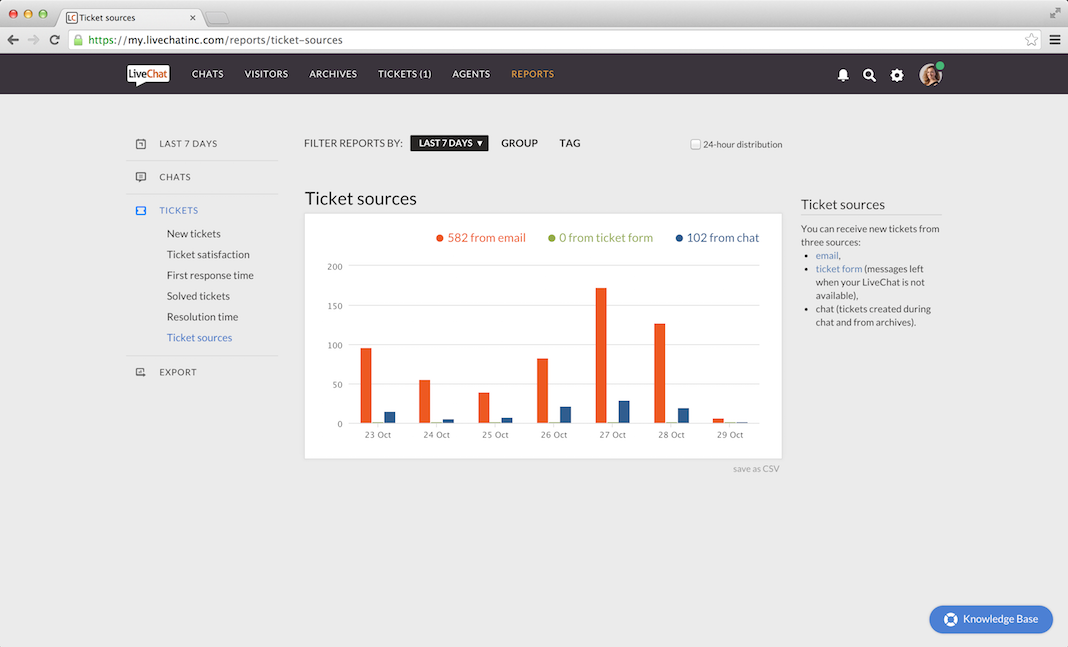 LC Ticket sources
https://my.livechatinc.com/reports/ticket-sources
LiveChat CHATS VISITORS ARCHIVES TICKETS (1) AGENTS REPORTS
LAST 7 DAYS
CHATS
TICKETS
New tickets
Ticket satisfaction
First response time
Solved tickets
Resolution time
Ticket sources
EXPORT
FILTER REPORTS BY: LAST 7 DAYS ▾ GROUP TAG 24-hour distribution
Ticket sources
582 from email 0 from ticket form 102 from chat
200
150
100
50
0
23 Oct 24 Oct 25 Oct 26 Oct 27 Oct 28 Oct 29 Oct
save as CSV
Ticket sources
You can receive new tickets from
three sources:
• email,
• ticket form (messages left
when your LiveChat is not
available),
• chat (tickets created during
chat and from archives).
Knowledge Base